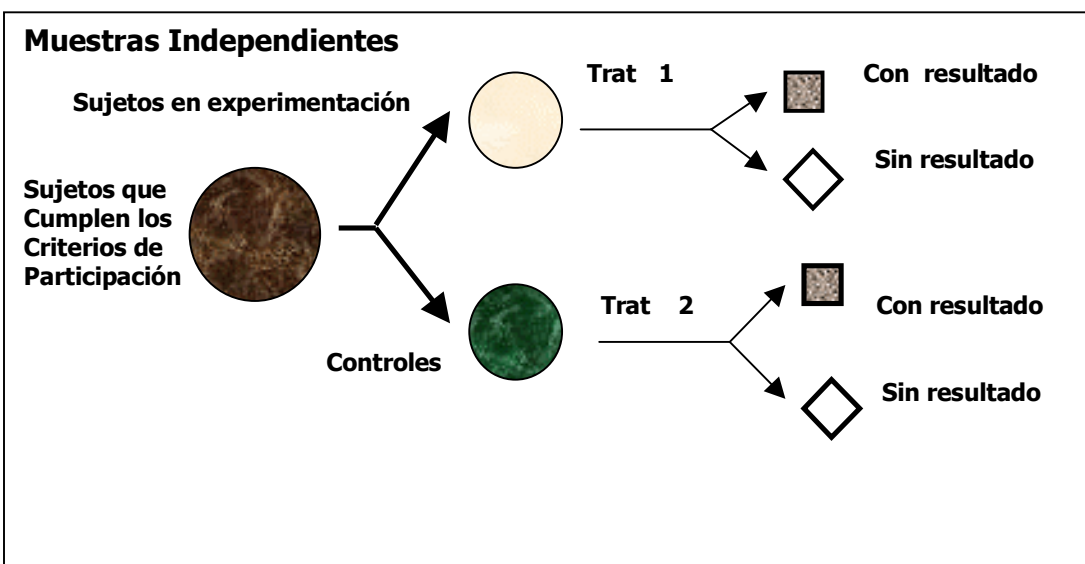 Muestras Independientes
Sujetos en experimentación
Trat 1
Con resultado
Sin resultado
Sujetos que
Cumplen los
Criterios de
Participación
Controles
Trat 2
Con resultado
Sin resultado